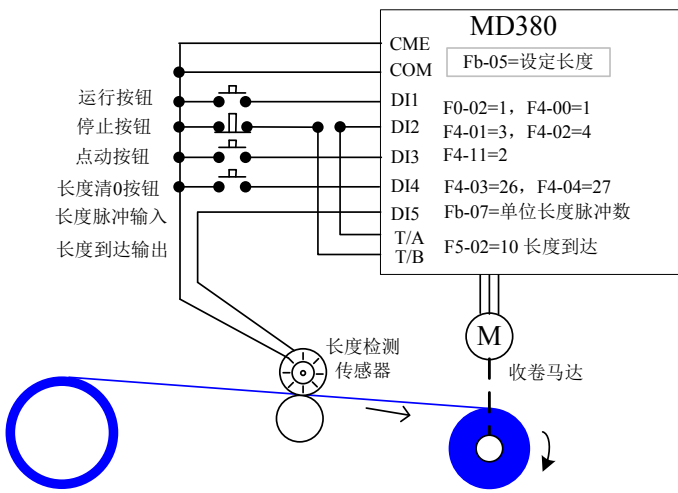 MD380
CME
Fb-05=设定长度
COM
运行按钮
DI1
F0-02=1，F4-00=1
停止按钮
DI2
F4-01=3，F4-02=4
点动按钮
DI3
F4-11=2
长度清0按钮
DI4
F4-03=26，F4-04=27
长度脉冲输入
DI5
Fb-07=单位长度脉冲数
长度到达输出
T/A
T/B
F5-02=10 长度到达
M
长度检测
传感器
收卷马达